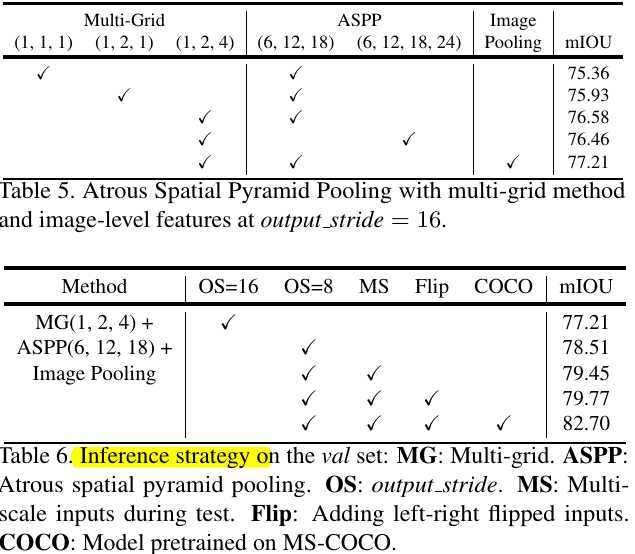 Multi-Grid ASPP Image
(1, 1, 1) (1, 2, 1) (1, 2, 4) (6, 12, 18) (6, 12, 18, 24) Pooling mIOU
✓ ✓ 75.36
✓ ✓ 75.93
✓ ✓ 76.58
✓ ✓ 76.46
✓ ✓ ✓ 77.21
Table 5. Atrous Spatial Pyramid Pooling with multi-grid method
and image-level features at output_stride = 16.
Method OS=16 OS=8 MS Flip COCO mIOU
MG(1, 2, 4) + ✓ 77.21
ASPP(6, 12, 18) + ✓ 78.51
Image Pooling ✓ ✓ 79.45
✓ ✓ ✓ 79.77
✓ ✓ ✓ ✓ 82.70
Table 6. Inference strategy on the val set: MG: Multi-grid. ASPP:
Atrous spatial pyramid pooling. OS: output_stride. MS: Multi-
scale inputs during test. Flip: Adding left-right flipped inputs.
COCO: Model pretrained on MS-COCO.